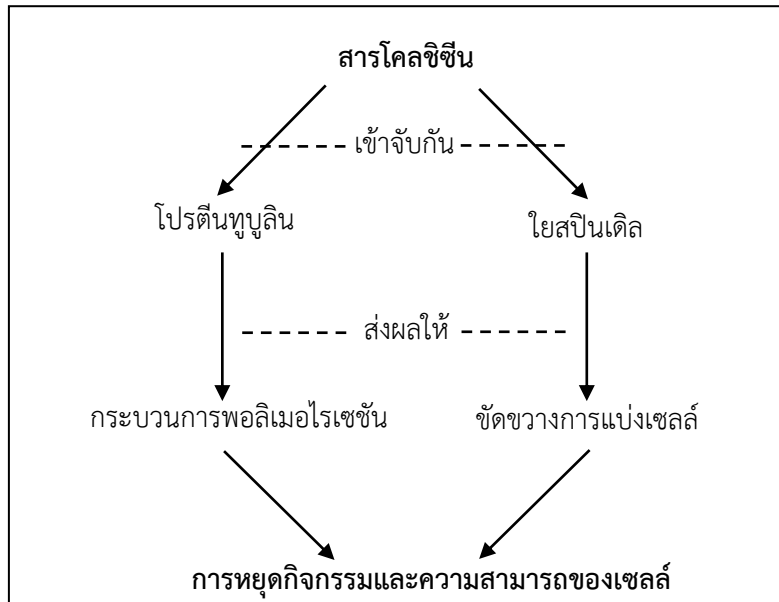 สารโคลชิซีน
เข้าจับกัน
โปรตีนทูบูลิน
ใยสปินเดิล
ส่งผลให้
กระบวนการพอลิเมอไรเซชัน
ขัดขวางการแบ่งเซลล์
การหยุดกิจกรรมและความสามารถของเซลล์